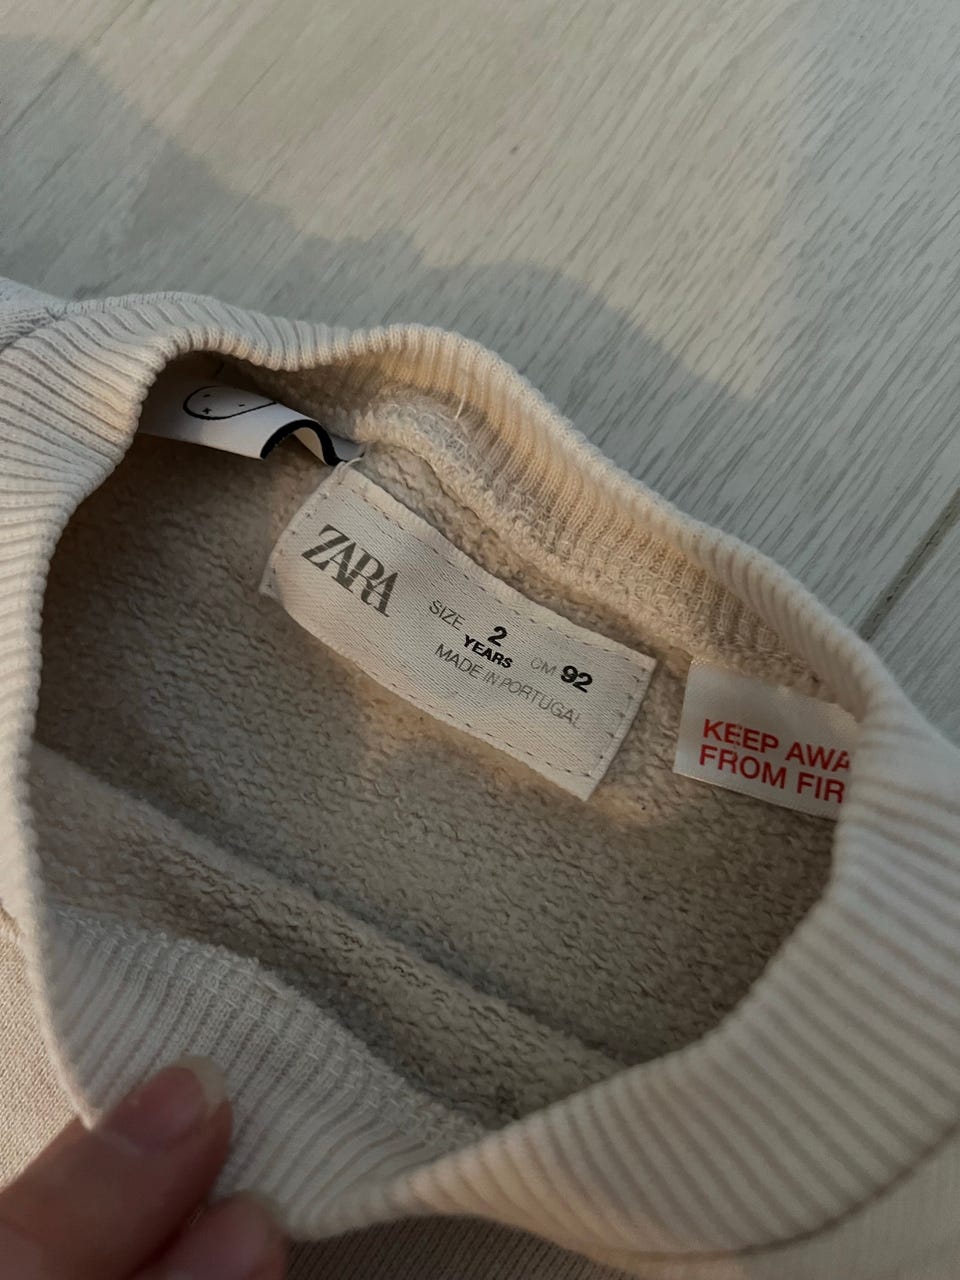 ZARA
SIZE 2 YEARS CM 92
MADE IN PORTUGAL
KEEP AWA
FROM FIR